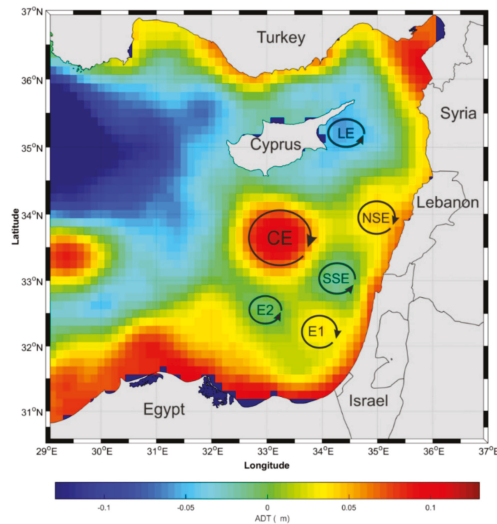 37°N
36°N
35°N
34°N
33°N
32°N
31°N
Latitude
Turkey
Syria
Cyprus
LE
Lebanon
NSE
CE
SSE
E2
E1
Egypt
Israel
29°E
30°E
31°E
32°E
33°E
34°E
35°E
36°E
37°E
Longitude
-0.1
-0.05
0
0.05
0.1
ADT ( m)